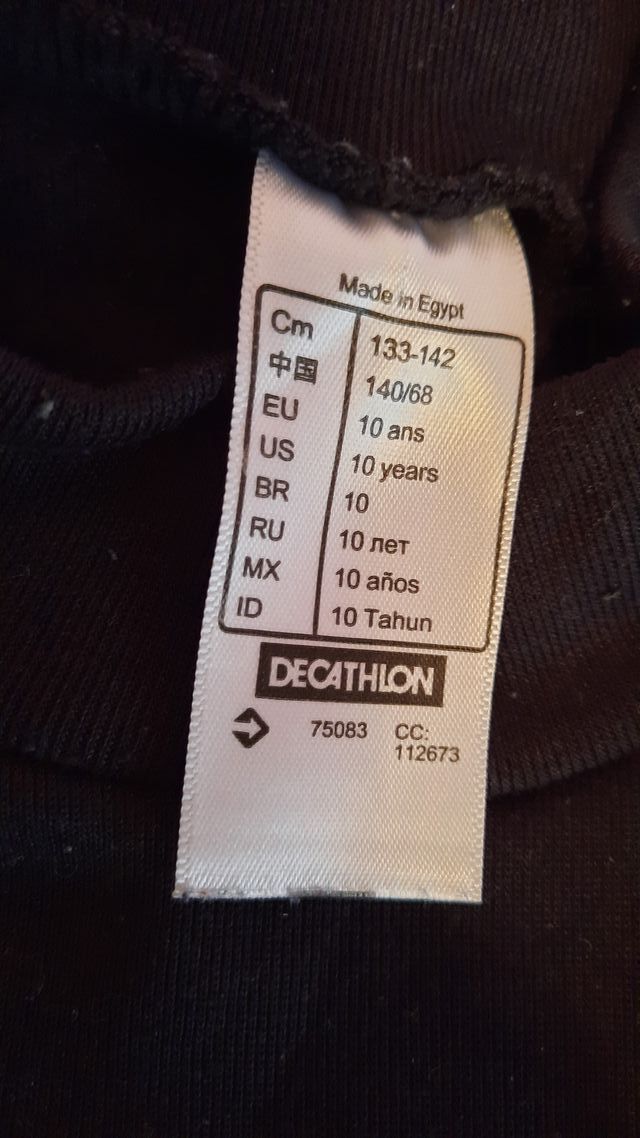 Made in Egypt
Cm 133-142
中国 140/68
EU 10 ans
US 10 years
BR 10
RU 10 лет
MX 10 años
ID 10 Tahun
DECATHLON
75083 CC:
112673